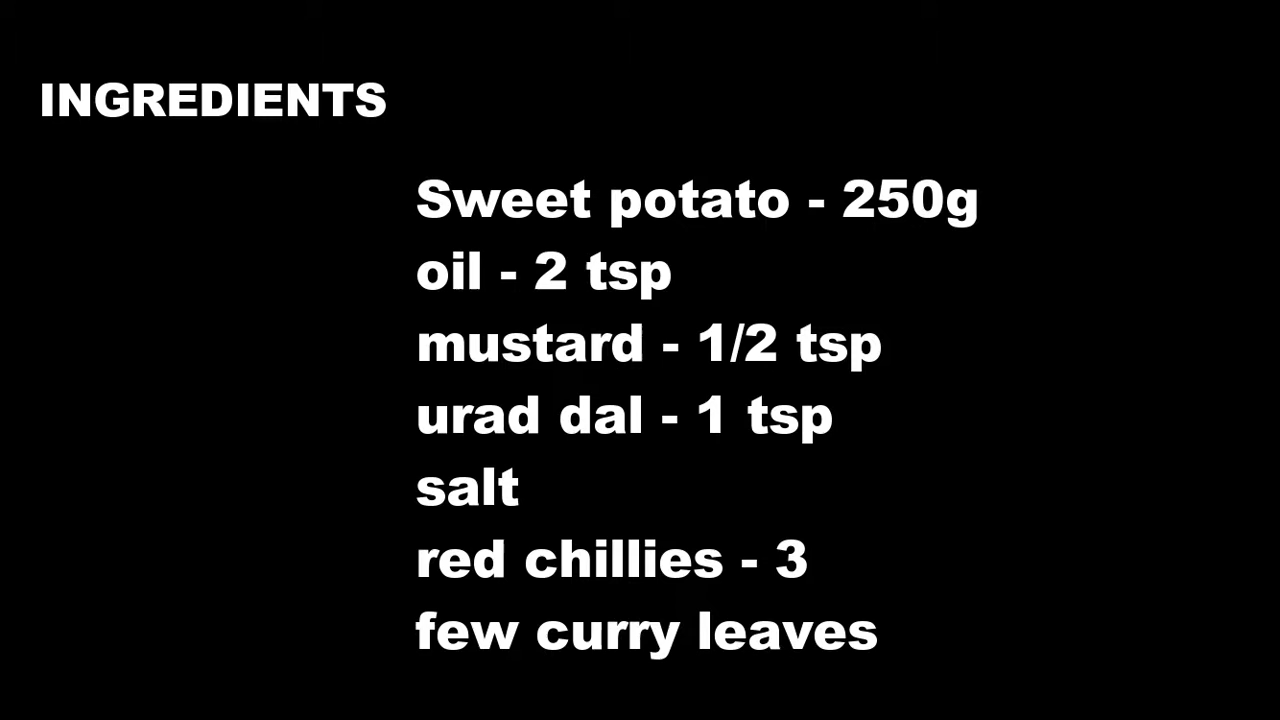 INGREDIENTS
Sweet potato - 250g
oil - 2 tsp
mustard - 1/2 tsp
urad dal - 1 tsp
salt
red chillies - 3
few curry leaves